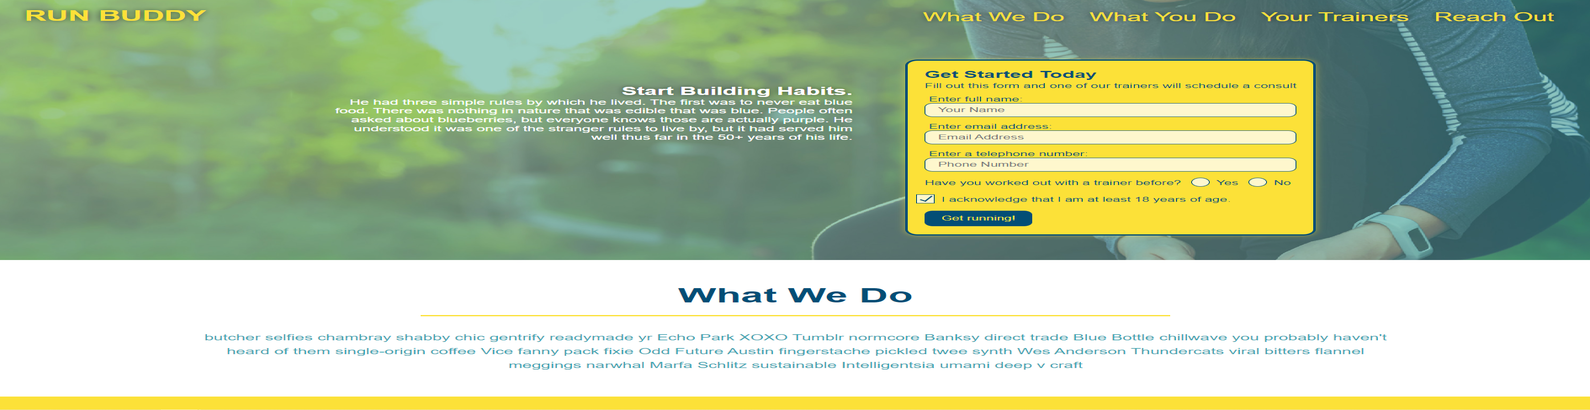 RUN BUDDY
What We Do What You Do Your Trainers Reach Out
Start Building Habits.
He had three simple rules by which he lived. The first was to never eat blue
food. There was nothing in nature that was edible that was blue. People often
asked about blueberries, but everyone knows those are actually purple. He
understood it was one of the stranger rules to live by, but it had served him
well thus far in the 50+ years of his life.
Get Started Today
Fill out this form and one of our trainers will schedule a consult
Enter full name:
Your Name
Enter email address:
Email Address
Enter a telephone number:
Phone Number
Have you worked out with a trainer before? Yes No
I acknowledge that I am at least 18 years of age.
Get running!
What We Do
butcher selfies chambray shabby chic gentrify readymade yr Echo Park XOXO Tumblr normcore Banksy direct trade Blue Bottle chillwave you probably haven't
heard of them single-origin coffee Vice fanny pack fixie Odd Future Austin fingerstache pickled twee synth Wes Anderson Thundercats viral bitters flannel
meggings narwhal Marfa Schlitz sustainable Intelligentsia umami deep v craft